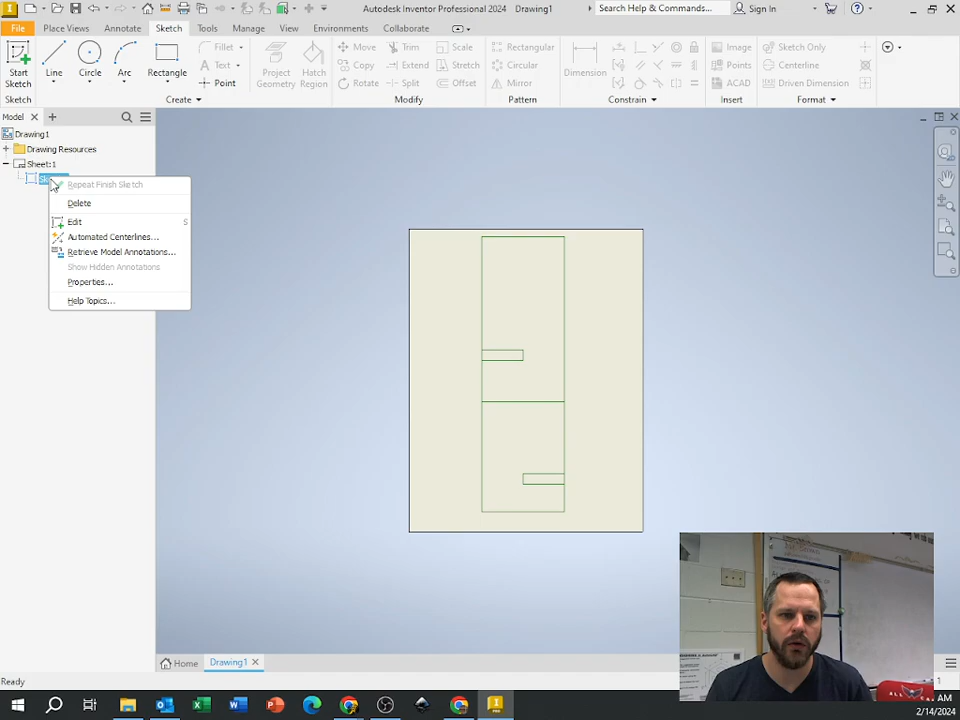 Autodesk Inventor Professional 2024 Drawing1
Search Help & Commands...
Sign In
File
Place Views
Annotate
Sketch
Tools
Manage
View
Environments
Collaborate
Start
Sketch
Line
Circle
Arc
Rectangle
Fillet
Text
Point
Project
Geometry
Hatch
Region
Move
Copy
Rotate
Trim
Extend
Split
Scale
Stretch
Offset
Rectangular
Circular
Mirror
Dimension
Image
Points
ACAD
Sketch Only
Centerline
Driven Dimension
Sketch
Create
Modify
Pattern
Constrain
Insert
Format
Model
Drawing1
Drawing Resources
Sheet:1
Repeat Finish Sketch
Delete
Edit S
Automated Centerlines...
Retrieve Model Annotations...
Show Hidden Annotations
Properties...
Help Topics...
Home
Drawing1
Ready
AM
2/14/2024